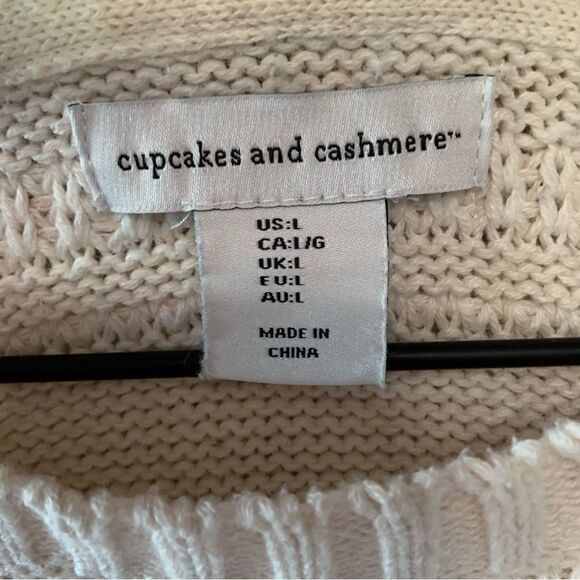 cupcakes and cashmere™
US:L
CA:L/G
UK:L
EU:L
AU:L
MADE IN
CHINA